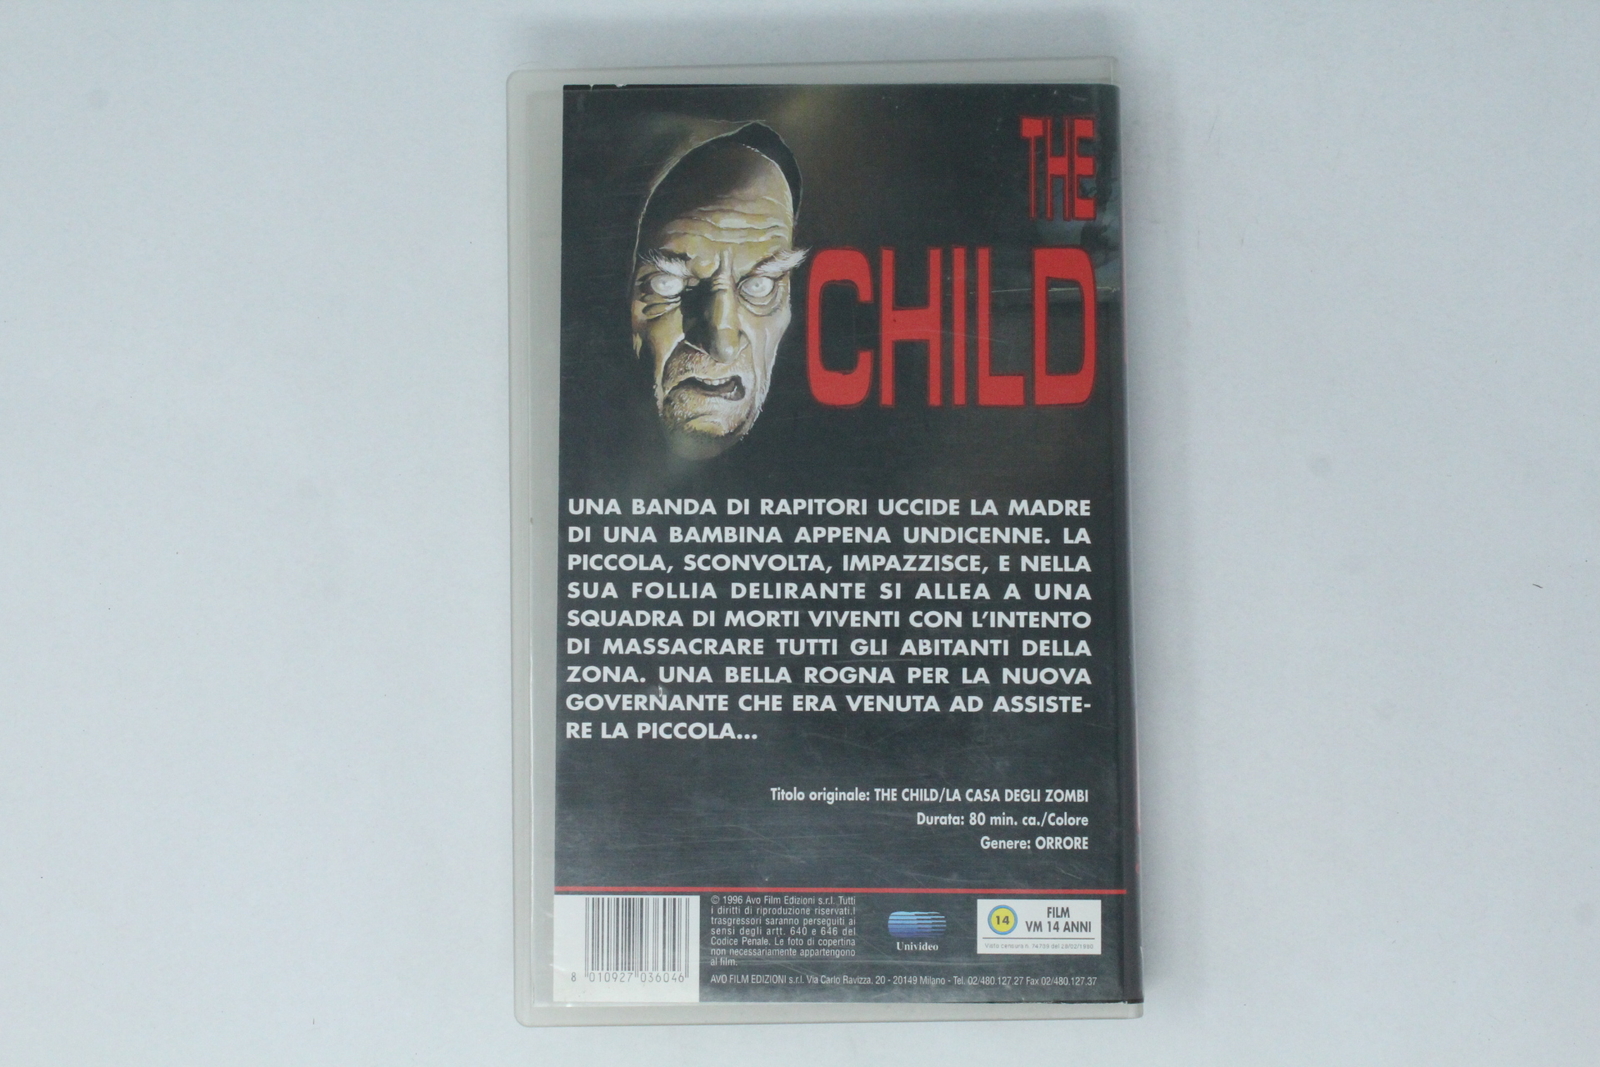 THE
CHILD
UNA BANDA DI RAPITORI UCCIDE LA MADRE
DI UNA BAMBINA APPENA UNDICENNE. LA
PICCOLA, SCONVOLTA, IMPAZZISCE, E NELLA
SUA FOLLIA DELIRANTE SI ALLEA A UNA
SQUADRA DI MORTI VIVENTI CON L'INTENTO
DI MASSACRARE TUTTI GLI ABITANTI DELLA
ZONA. UNA BELLA ROGNA PER LA NUOVA
GOVERNANTE CHE ERA VENUTA AD ASSISTE-
RE LA PICCOLA...
Titolo originale: THE CHILD/LA CASA DEGLI ZOMBI
Durata: 80 min. ca./Colore
Genere: ORRORE
© 1996 Avo Film Edizioni s.r.l. Tutti
i diritti di riproduzione riservati.I
trasgressori saranno perseguiti ai
sensi degli artt. 640 e 646 del
Codice Penale. Le foto di copertina
non necessariamente appartengono
al film.
8 010927 036046
Univideo
14
FILM
VM 14 ANNI
Visto censura n.
AVO FILM EDIZIONI s.r.l. Via Carlo Ravizza, 20 - 20149 Milano - Tel. 02/480.127.27 Fax 02/480.127.37